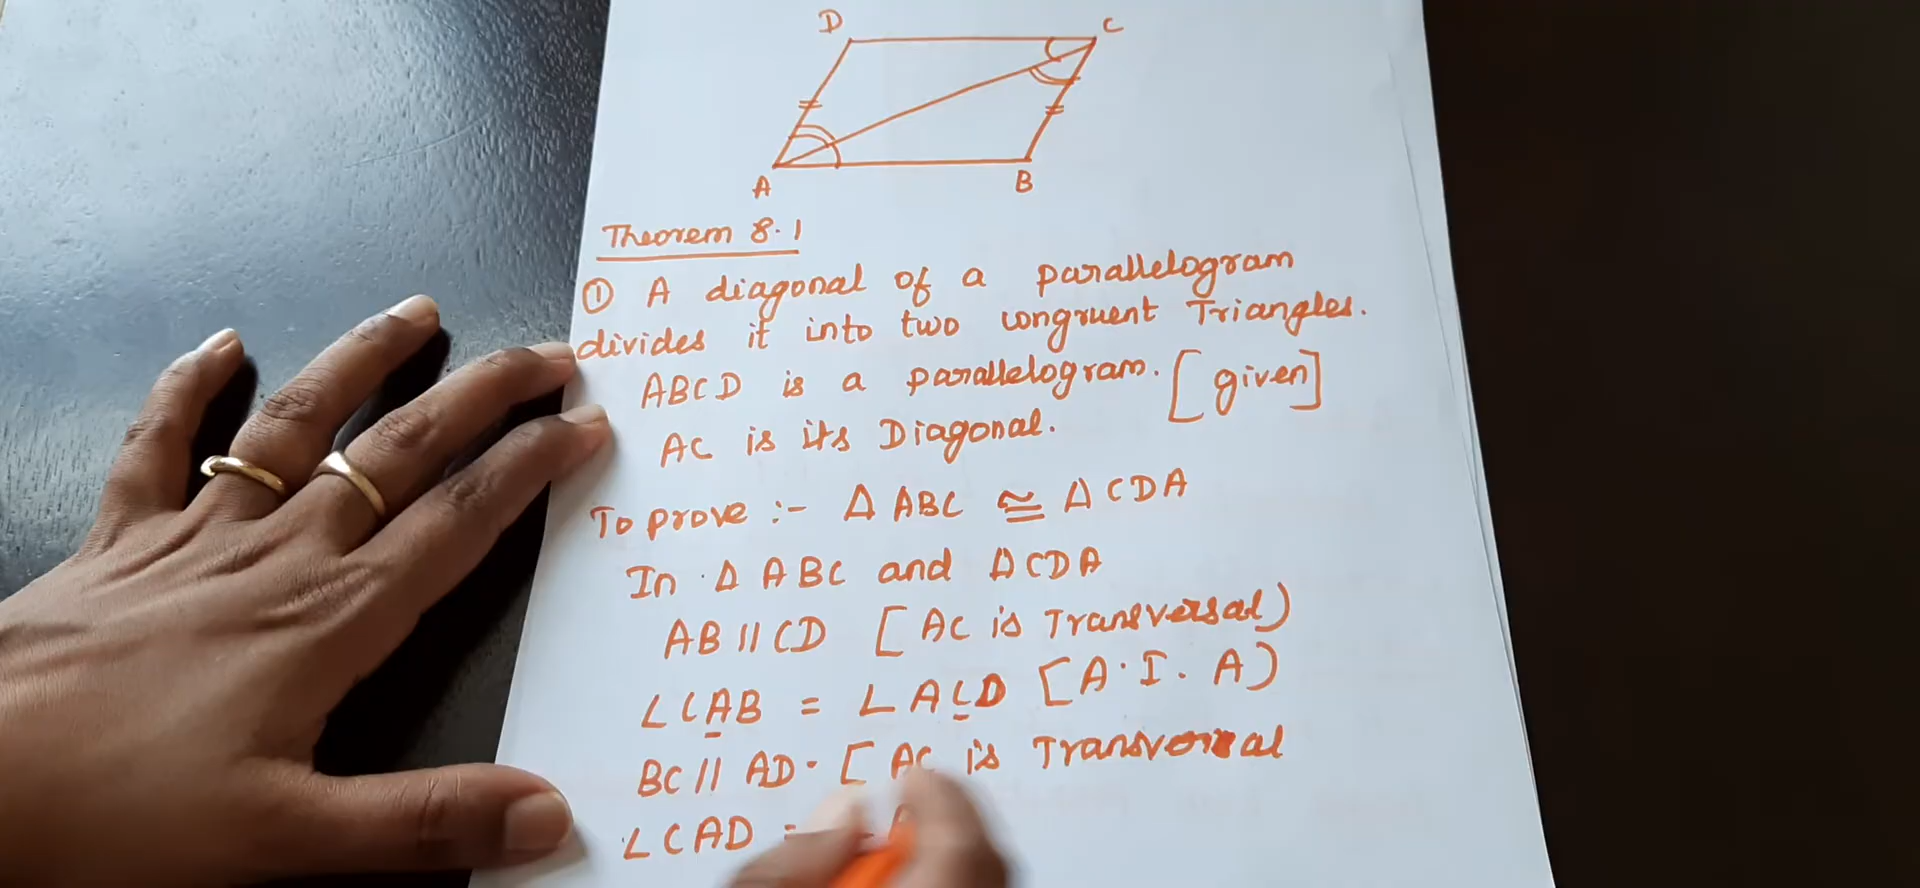 D C
A B
Theorem 8.1
① A diagonal of a parallelogram
divides it into two congruent Triangles.
ABCD is a parallelogram. [given]
AC is its Diagonal.
To prove :- Δ ABC ≅ Δ CDA
In Δ ABC and Δ CDA
AB || CD [AC is Transversal)
∠CAB = ∠ACD [A.I.A)
BC || AD. [AC is Transversal
∠CAD =